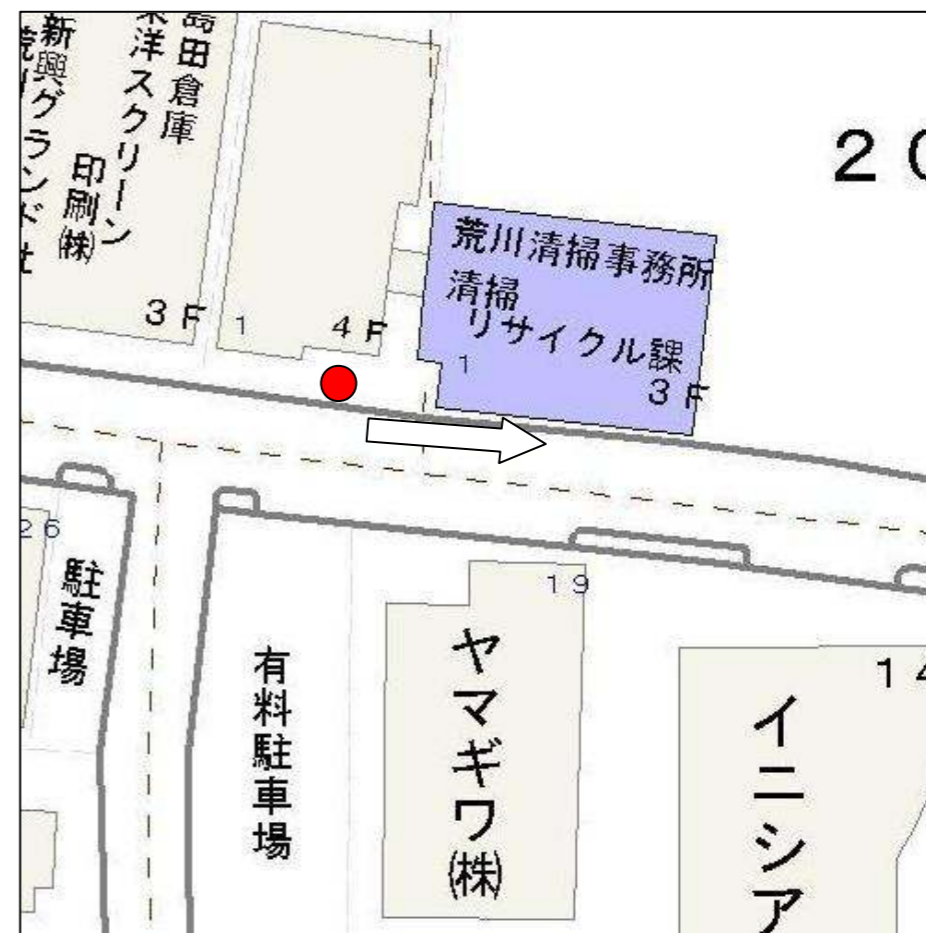 島田倉庫
東洋スクリーン
印刷㈱
新興グランド社
荒川
3F
1
4F
荒川清掃事務所
清掃
リサイクル課
1
3F
26
駐車場
有料駐車場
19
ヤマギワ㈱
14
イニシア